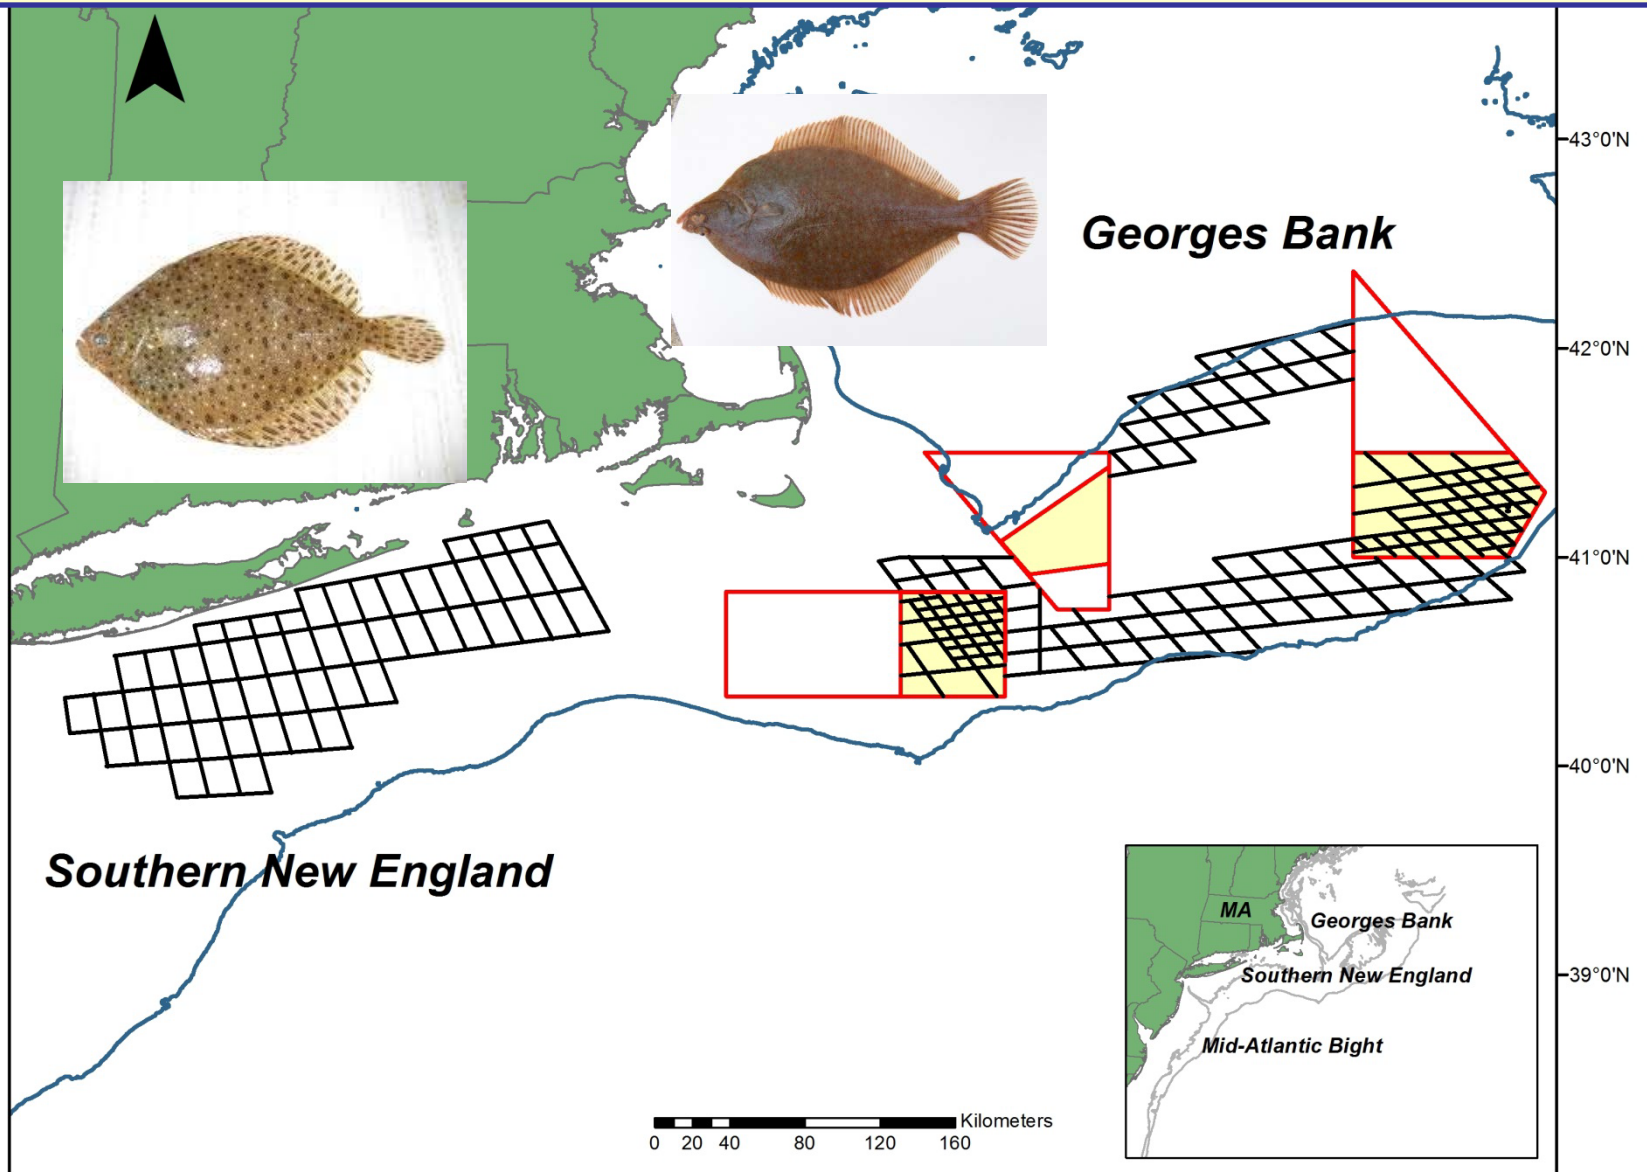 43°0'N
Georges Bank
42°0'N
41°0'N
40°0'N
Southern New England
MA
Georges Bank
39°0'N
Southern New England
Mid-Atlantic Bight
Kilometers
0 20 40 80 120 160